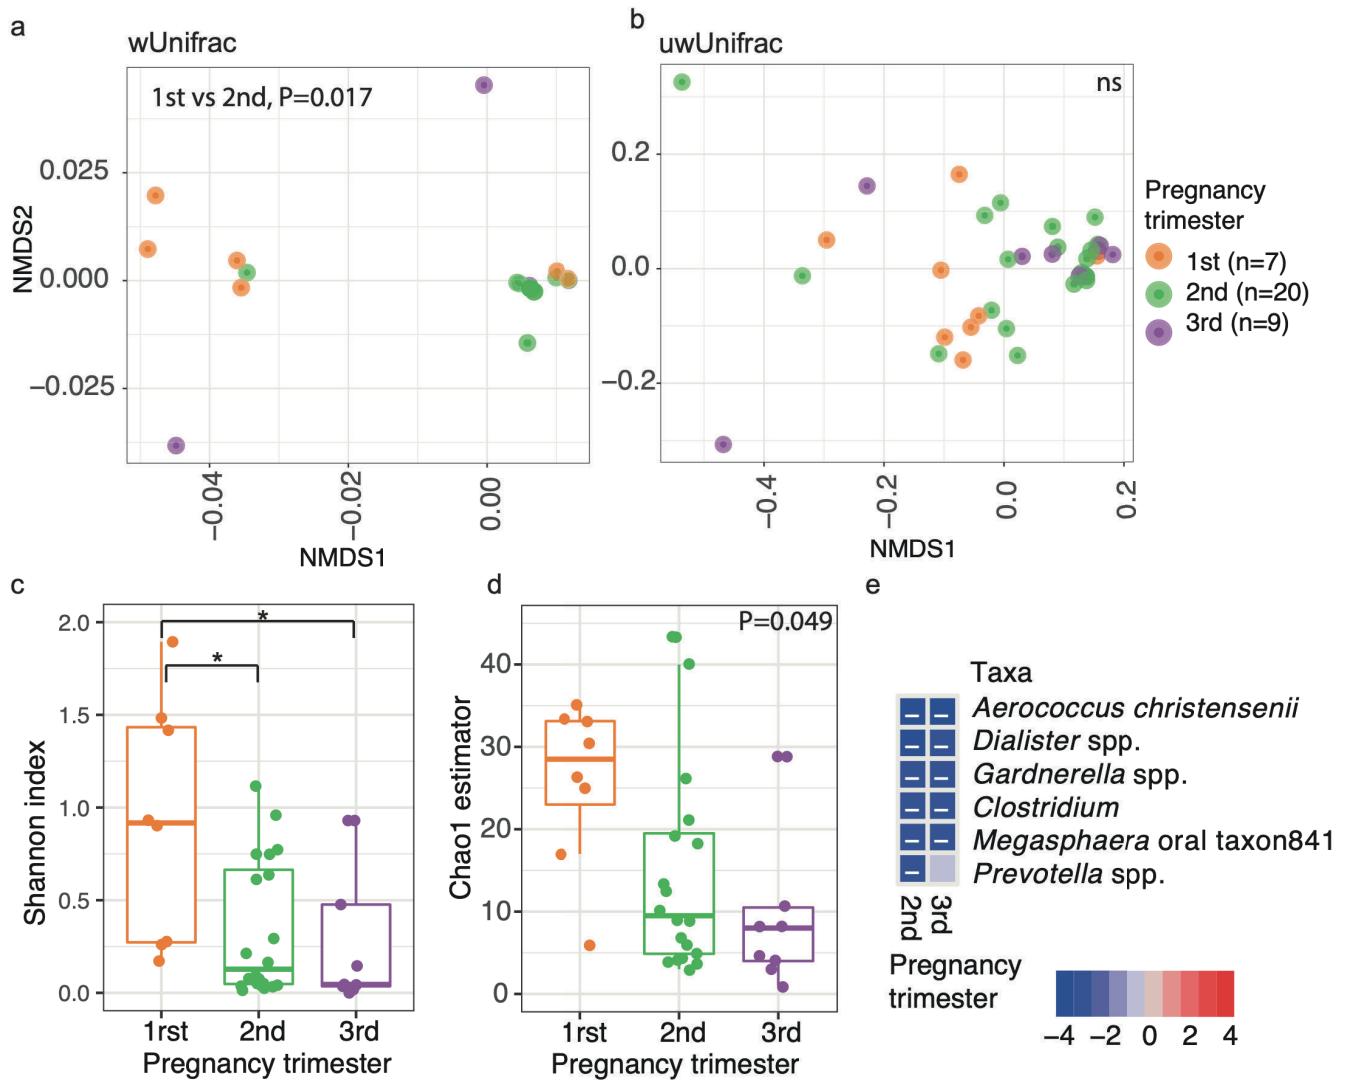 a
wUnifrac
1st vs 2nd, P=0.017
NMDS2
0.025
0.000
−0.025
−0.04
−0.02
0.00
NMDS1
b
uwUnifrac
ns
0.2
0.0
−0.2
−0.4
−0.2
0.0
0.2
NMDS1
Pregnancy
trimester
1st (n=7)
2nd (n=20)
3rd (n=9)
c
Shannon index
2.0
1.5
1.0
0.5
0.0
*
*
1rst
2nd
3rd
Pregnancy trimester
d
P=0.049
Chao1 estimator
40
30
20
10
0
1rst
2nd
3rd
Pregnancy trimester
e
Taxa
Aerococcus christensenii
Dialister spp.
Gardnerella spp.
Clostridium
Megasphaera oral taxon841
Prevotella spp.
2nd
3rd
Pregnancy
trimester
−4 −2 0 2 4